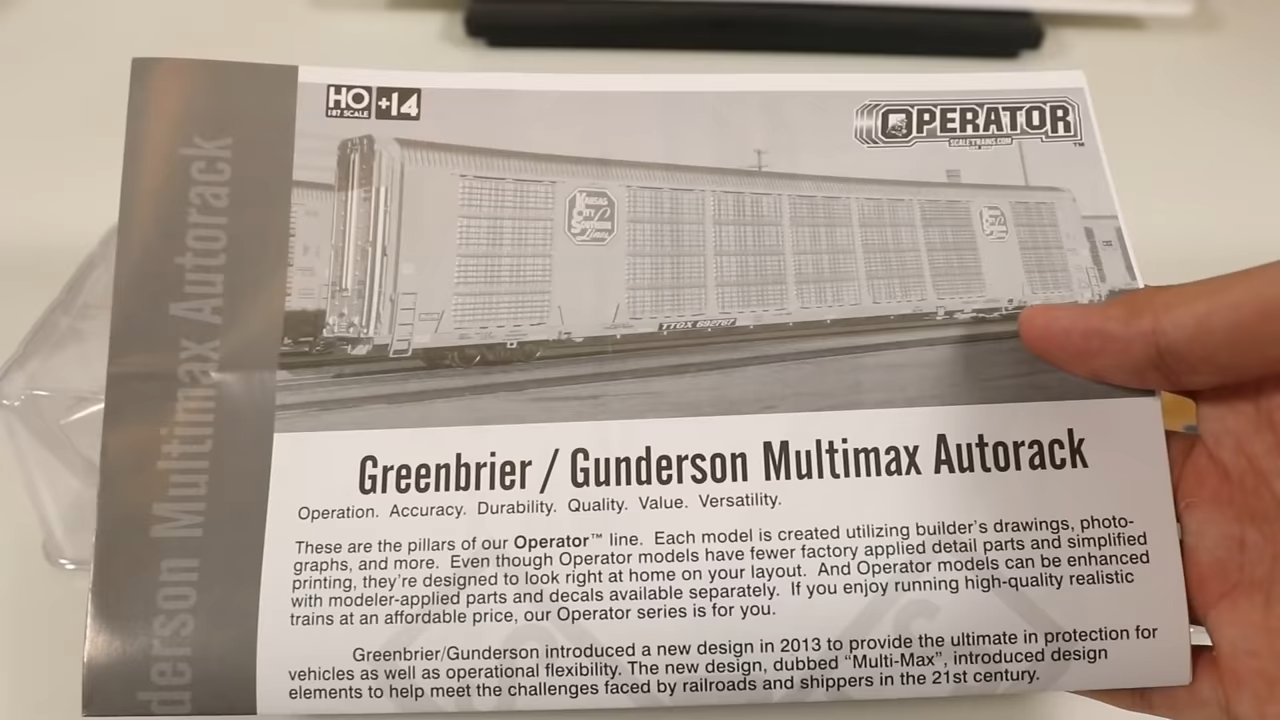 HO +14
187 SCALE
OPERATOR™
SCALETRAINS.COM
KANSAS
CITY
SOUTHERN
Lines
TTGX 692767
derson Multimax Autorack
Greenbrier / Gunderson Multimax Autorack
Operation. Accuracy. Durability. Quality. Value. Versatility.
These are the pillars of our Operator™ line. Each model is created utilizing builder's drawings, photo-
graphs, and more. Even though Operator models have fewer factory applied detail parts and simplified
printing, they're designed to look right at home on your layout. And Operator models can be enhanced
with modeler-applied parts and decals available separately. If you enjoy running high-quality realistic
trains at an affordable price, our Operator series is for you.
Greenbrier/Gunderson introduced a new design in 2013 to provide the ultimate in protection for
vehicles as well as operational flexibility. The new design, dubbed “Multi-Max”, introduced design
elements to help meet the challenges faced by railroads and shippers in the 21st century.